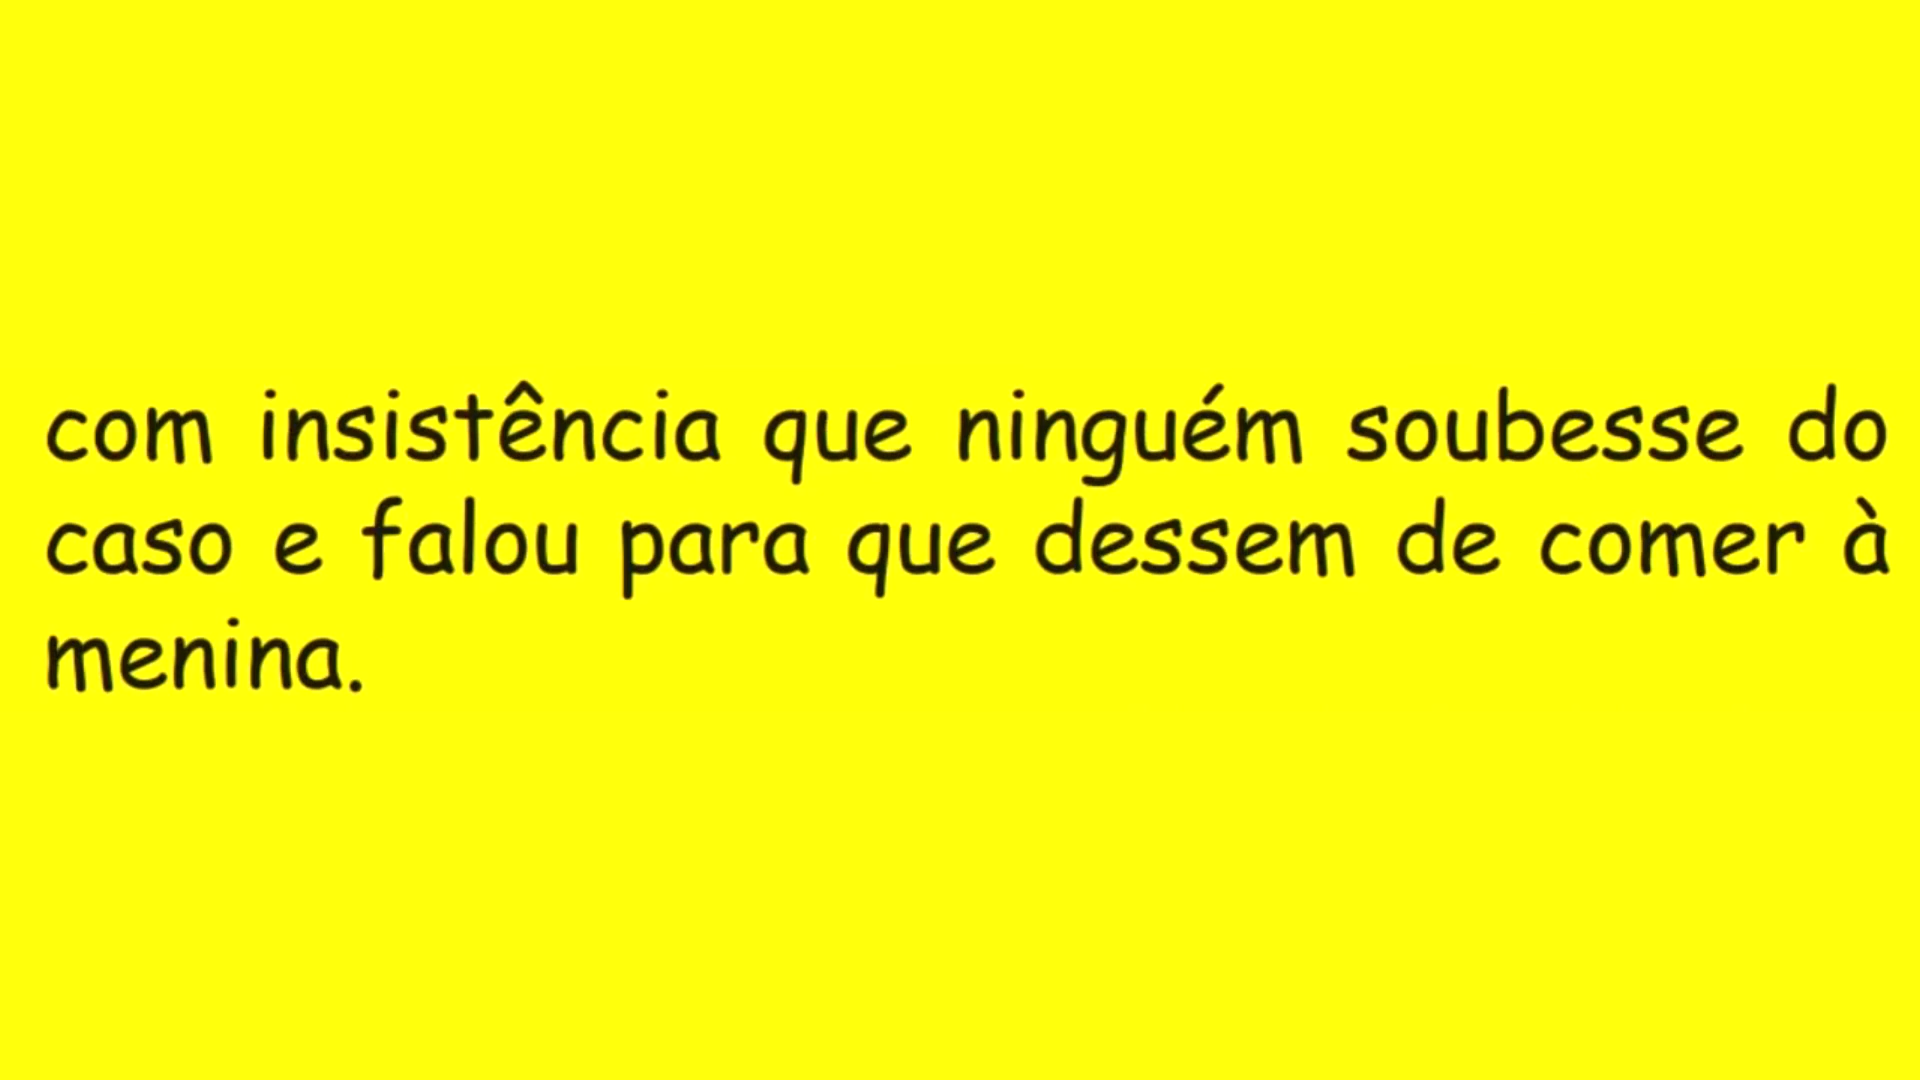 com insistência que ninguém soubesse do
caso e falou para que dessem de comer à
menina.